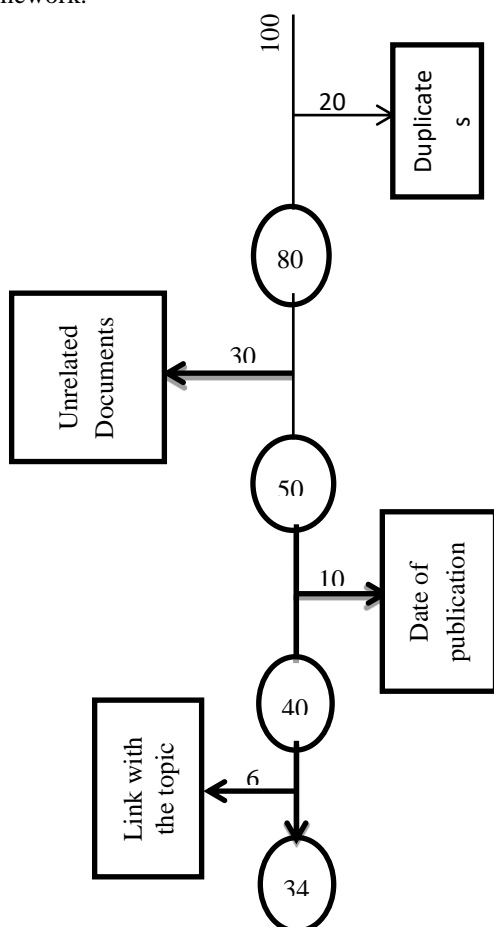 nework.
100
20
Duplicate
s
80
30
Unrelated
Documents
50
10
Date of
publication
40
6
Link with
the topic
34